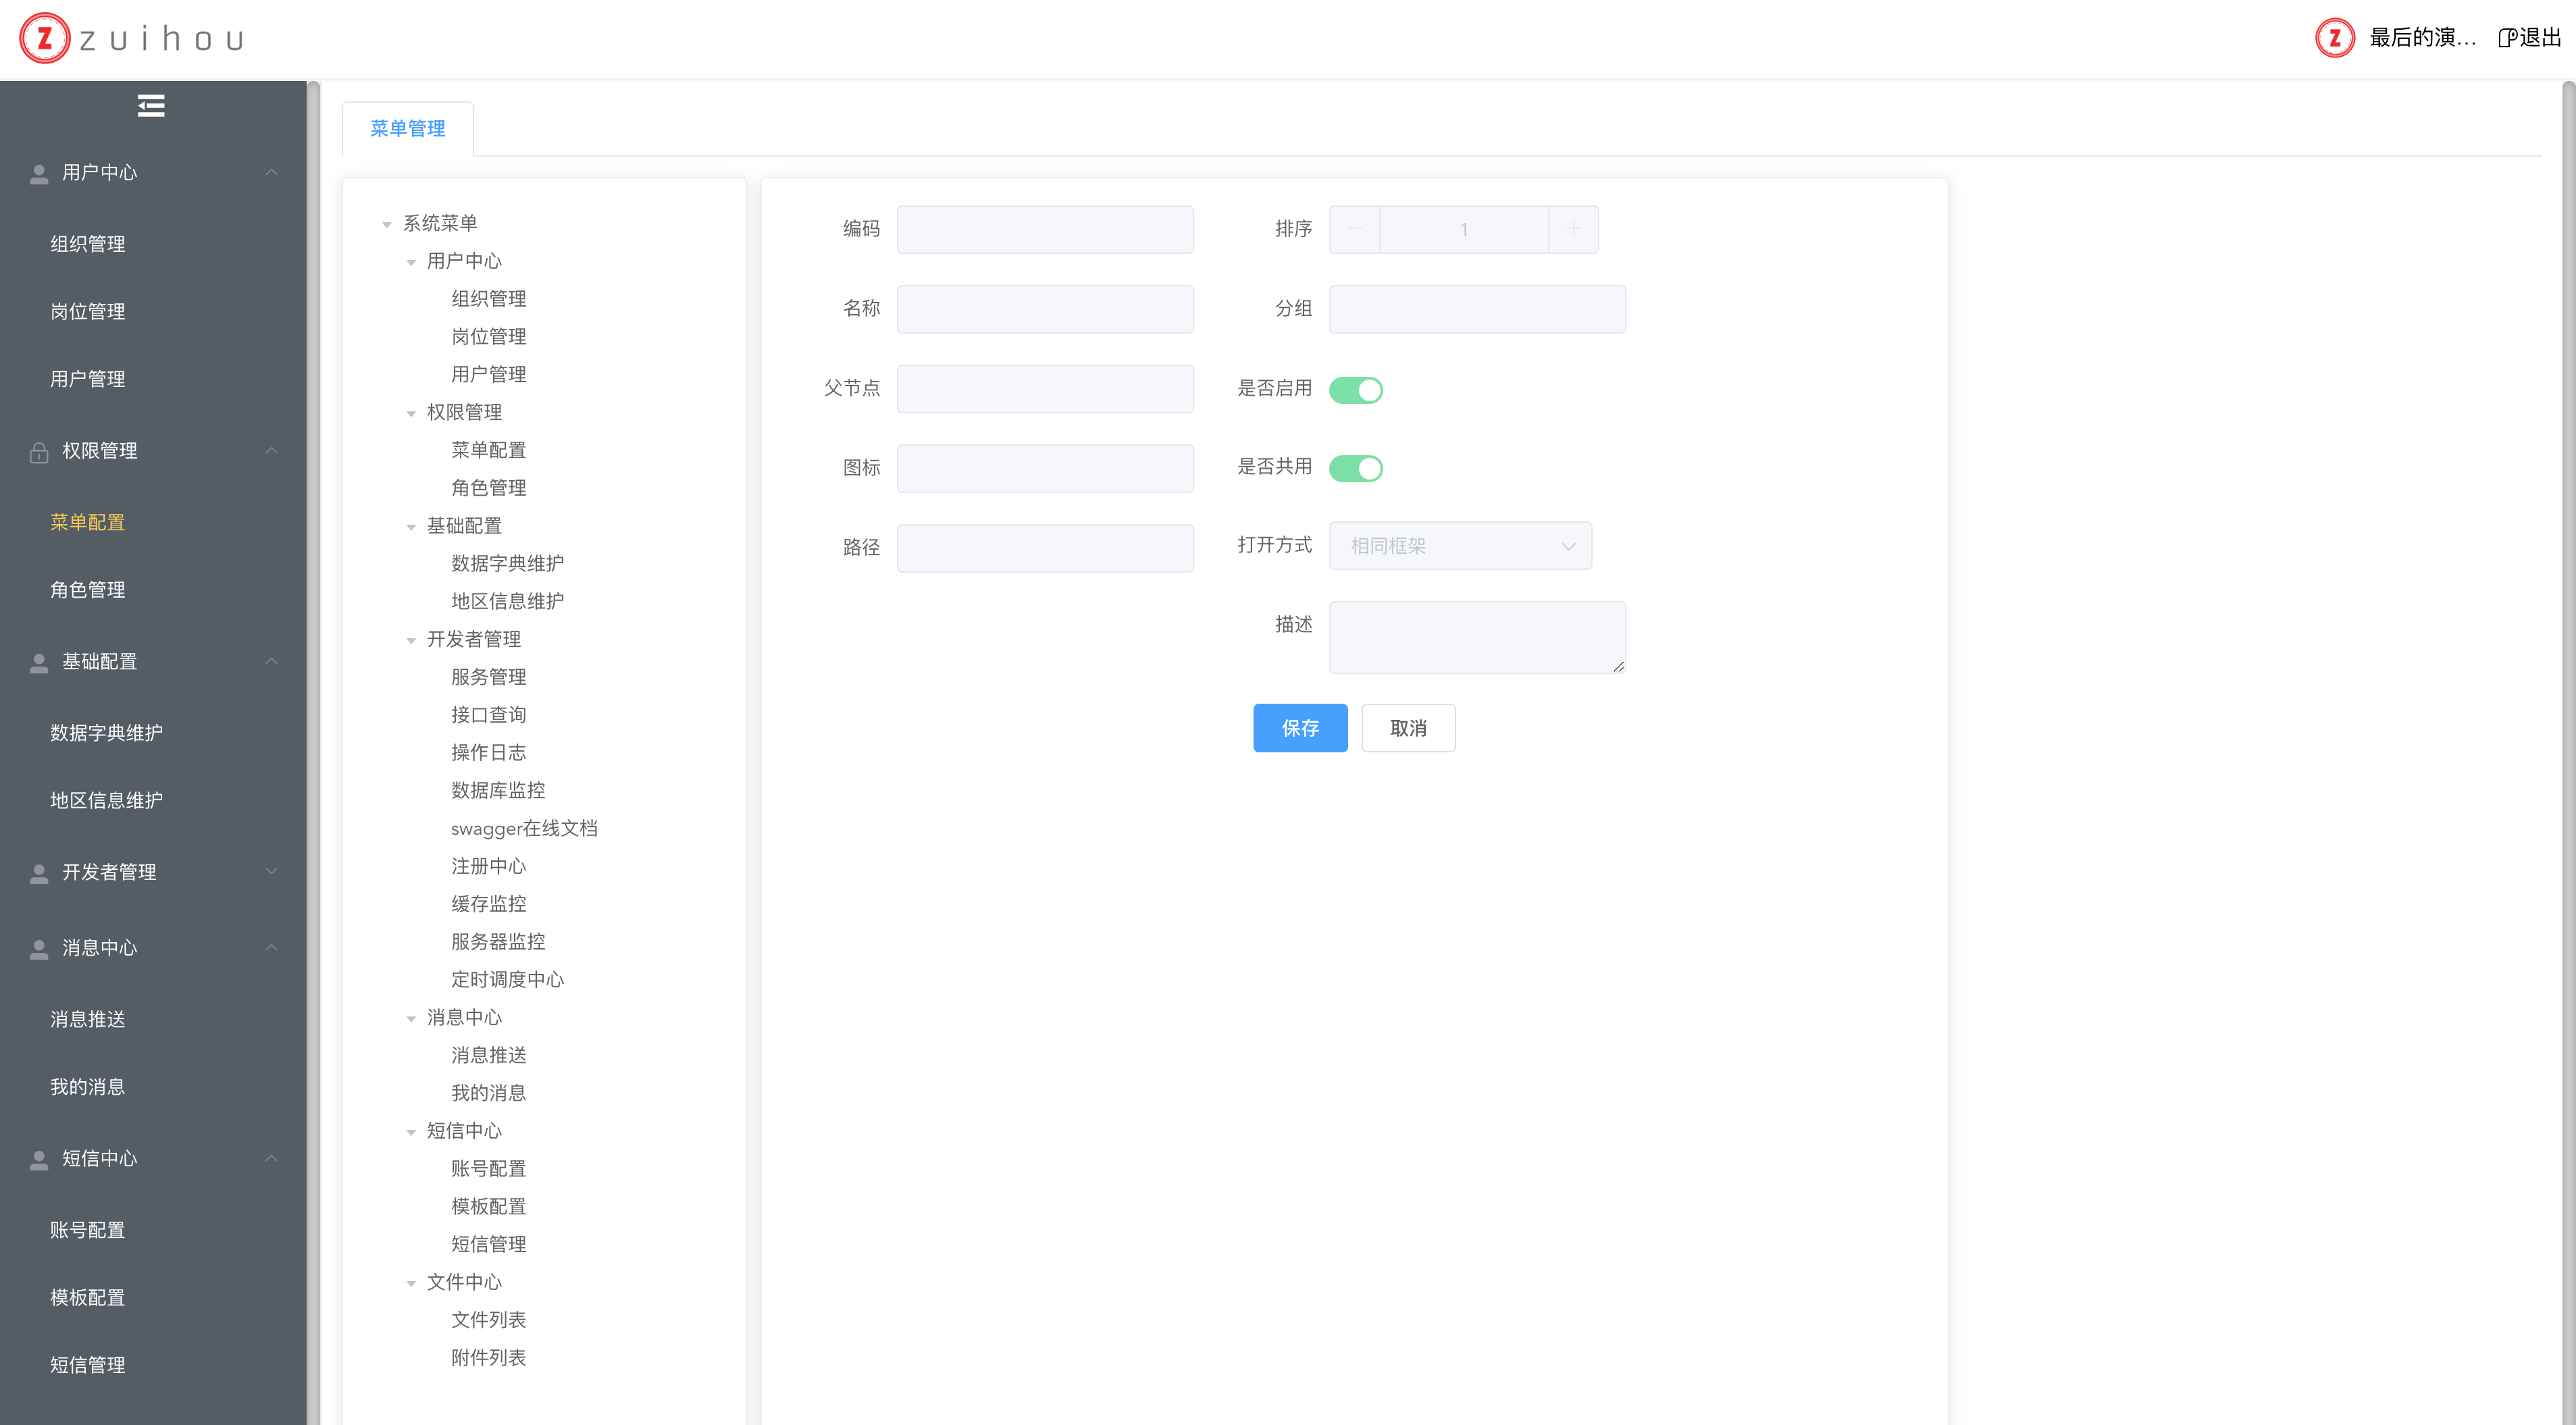 zuihou
最后的演...
退出
用户中心
组织管理
岗位管理
用户管理
权限管理
菜单配置
角色管理
基础配置
数据字典维护
地区信息维护
开发者管理
消息中心
消息推送
我的消息
短信中心
账号配置
模板配置
短信管理
菜单管理
系统菜单
用户中心
组织管理
岗位管理
用户管理
权限管理
菜单配置
角色管理
基础配置
数据字典维护
地区信息维护
开发者管理
服务管理
接口查询
操作日志
数据库监控
swagger在线文档
注册中心
缓存监控
服务器监控
定时调度中心
消息中心
消息推送
我的消息
短信中心
账号配置
模板配置
短信管理
文件中心
文件列表
附件列表
编码
排序 1
名称
分组
父节点
是否启用
图标
是否共用
路径
打开方式 相同框架
描述
保存 取消